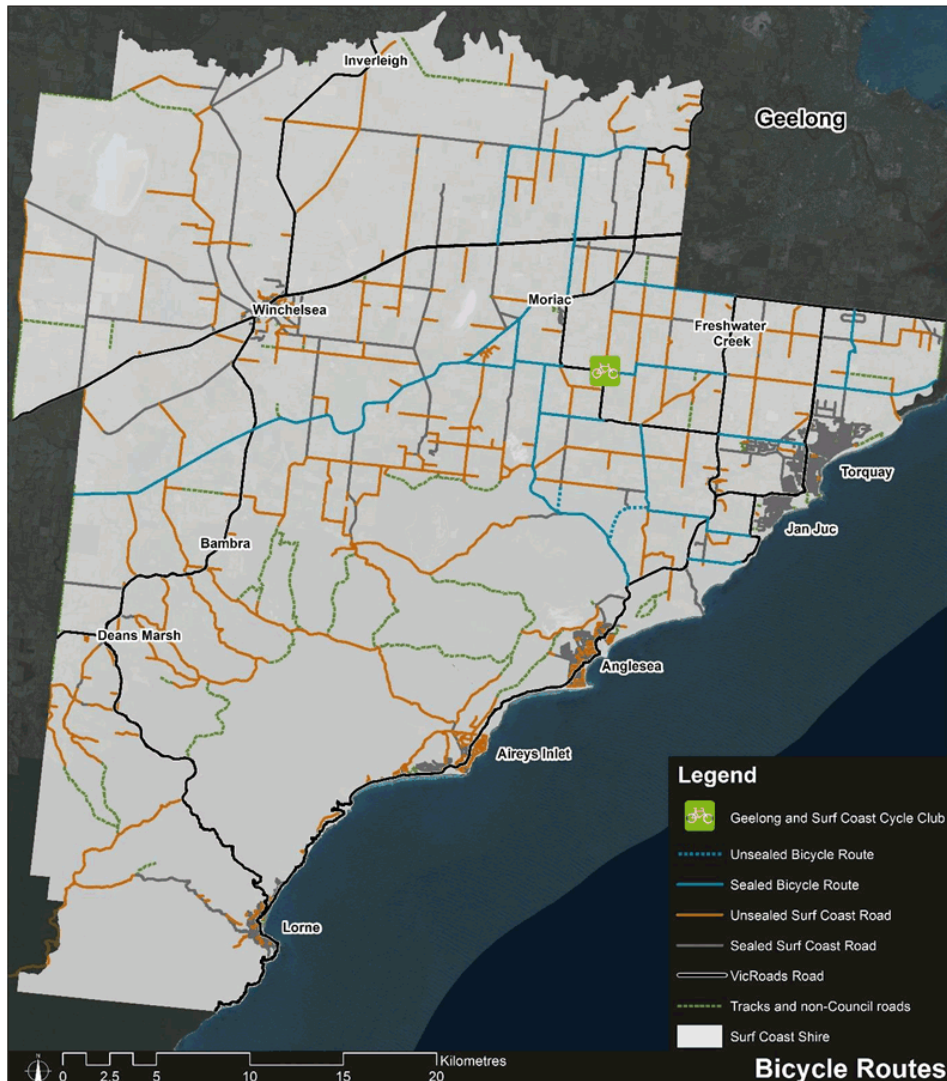 Inverleigh
Geelong
Winchelsea
Moriac
Freshwater
Creek
Torquay
Jan Juc
Bambra
Deans Marsh
Anglesea
Aireys Inlet
Lorne
Legend
Geelong and Surf Coast Cycle Club
Unsealed Bicycle Route
Sealed Bicycle Route
Unsealed Surf Coast Road
Sealed Surf Coast Road
VicRoads Road
Tracks and non-Council roads
Surf Coast Shire
N
Kilometres
0 2.5 5 10 15 20
Bicycle Routes